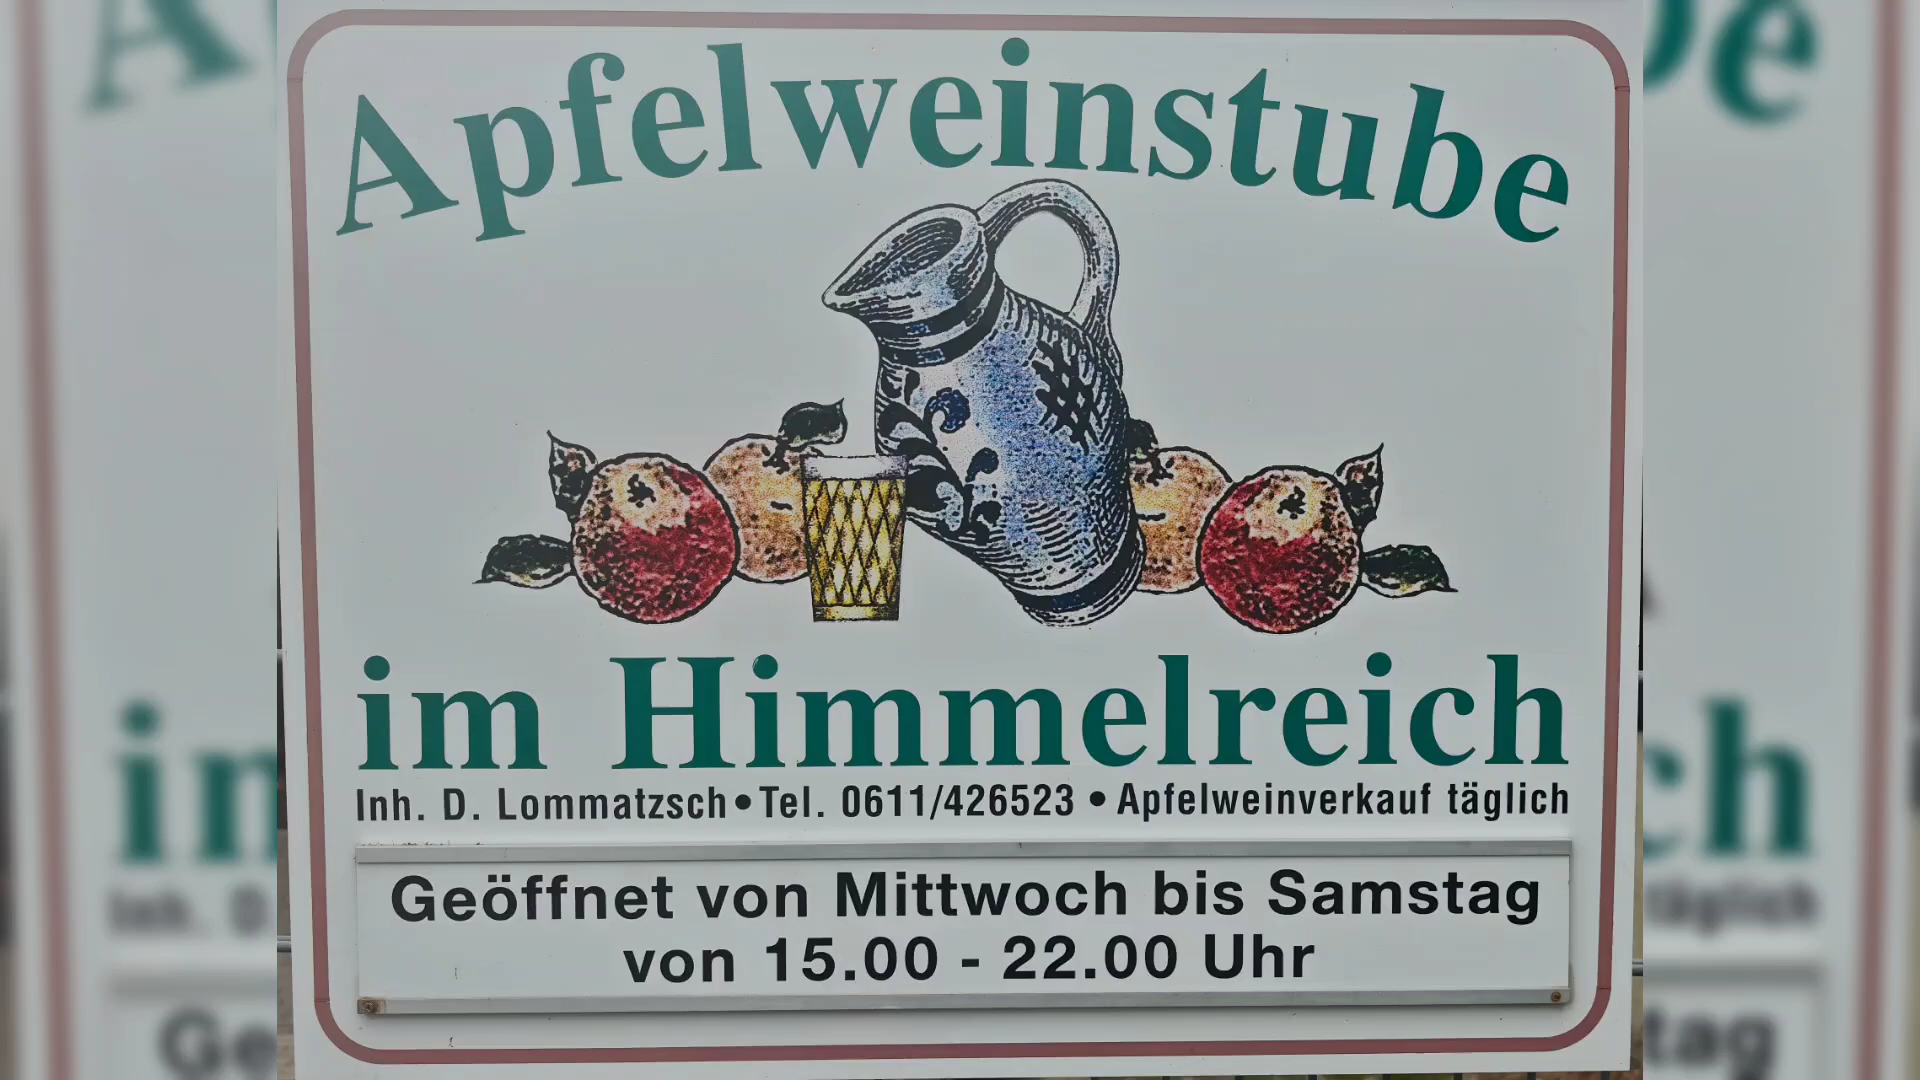 Apfelweinstube
im Himmelreich
Inh. D. Lommatzsch • Tel. 0611/426523 • Apfelweinverkauf täglich
Geöffnet von Mittwoch bis Samstag
von 15.00 - 22.00 Uhr